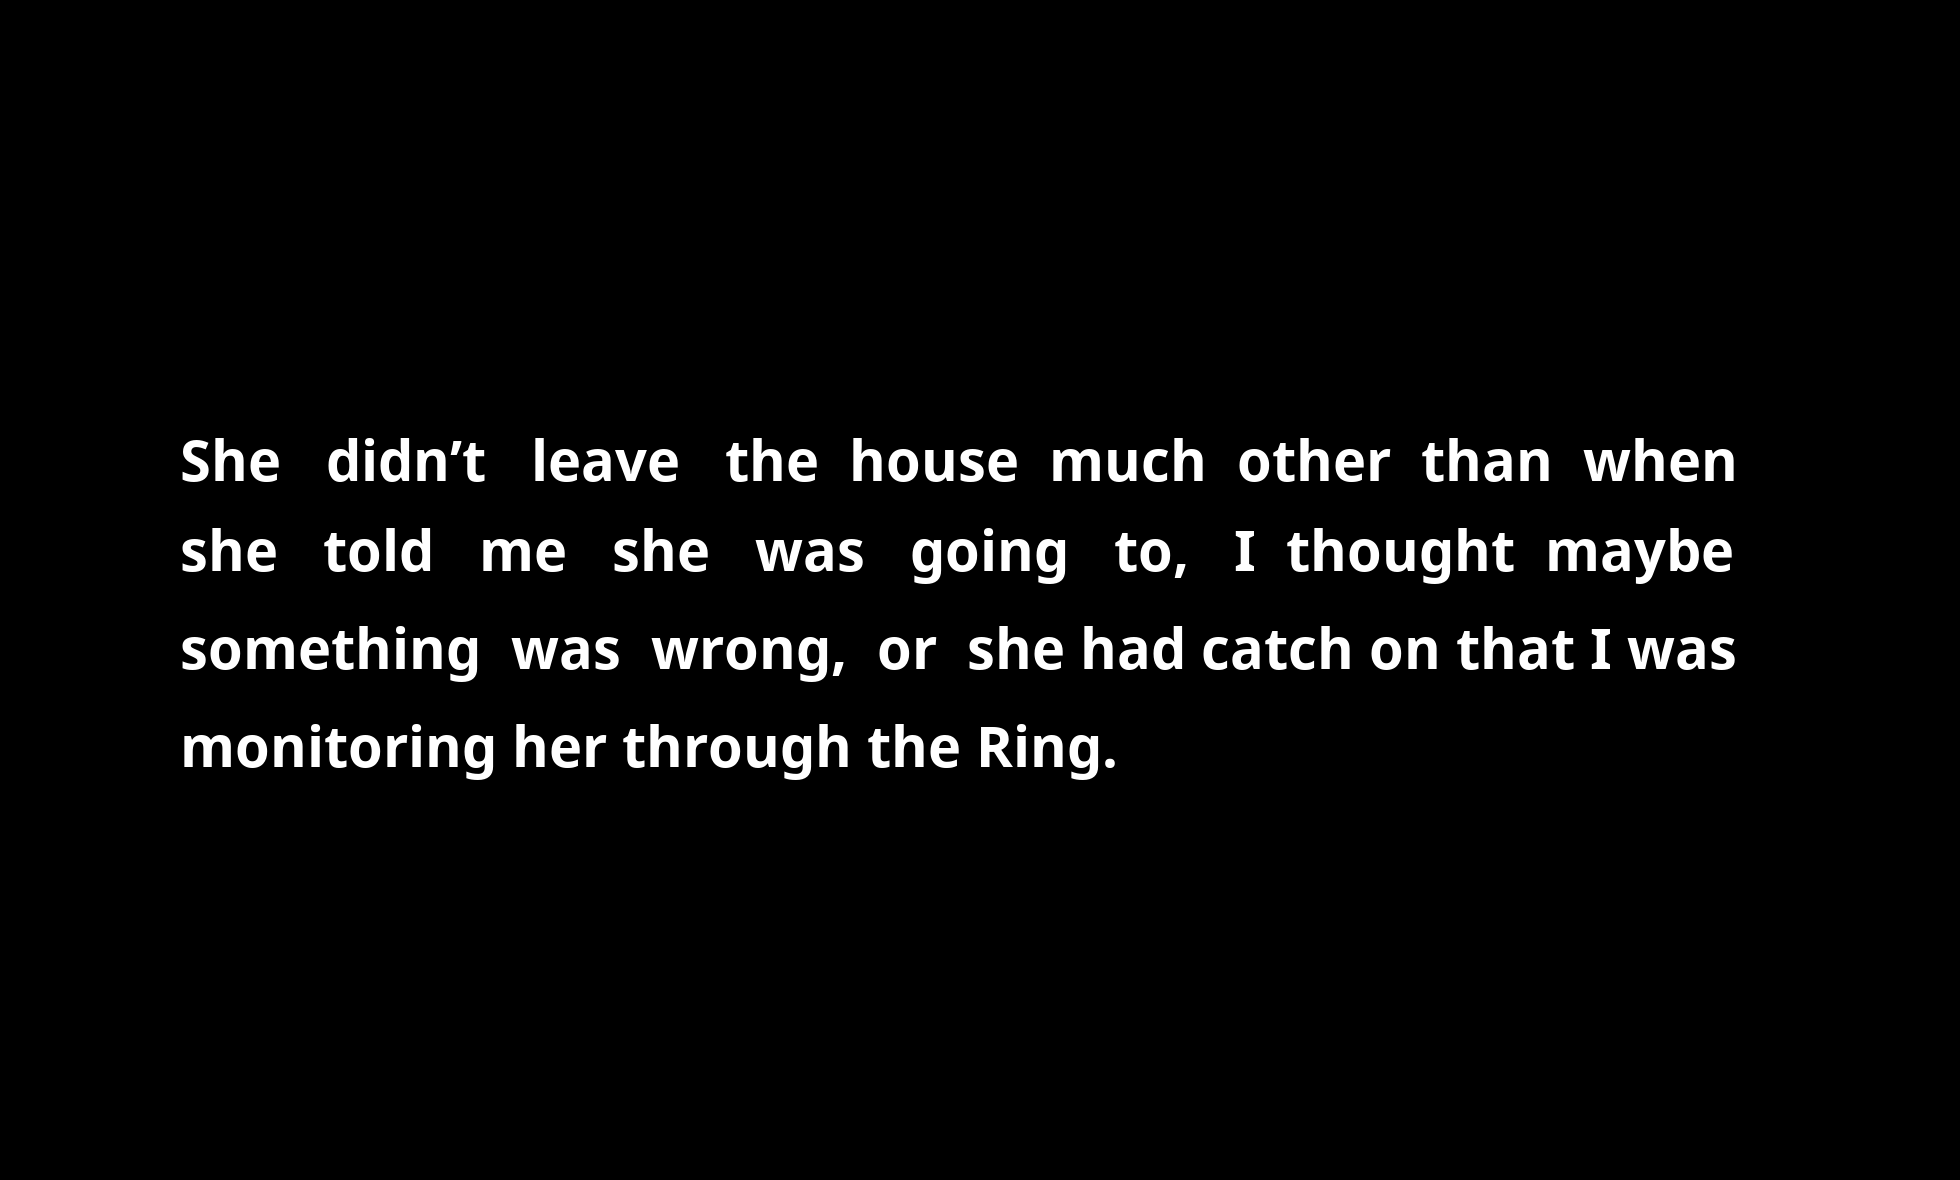 She didn’t leave the house much other than when
she told me she was going to, I thought maybe
something was wrong, or she had catch on that I was
monitoring her through the Ring.